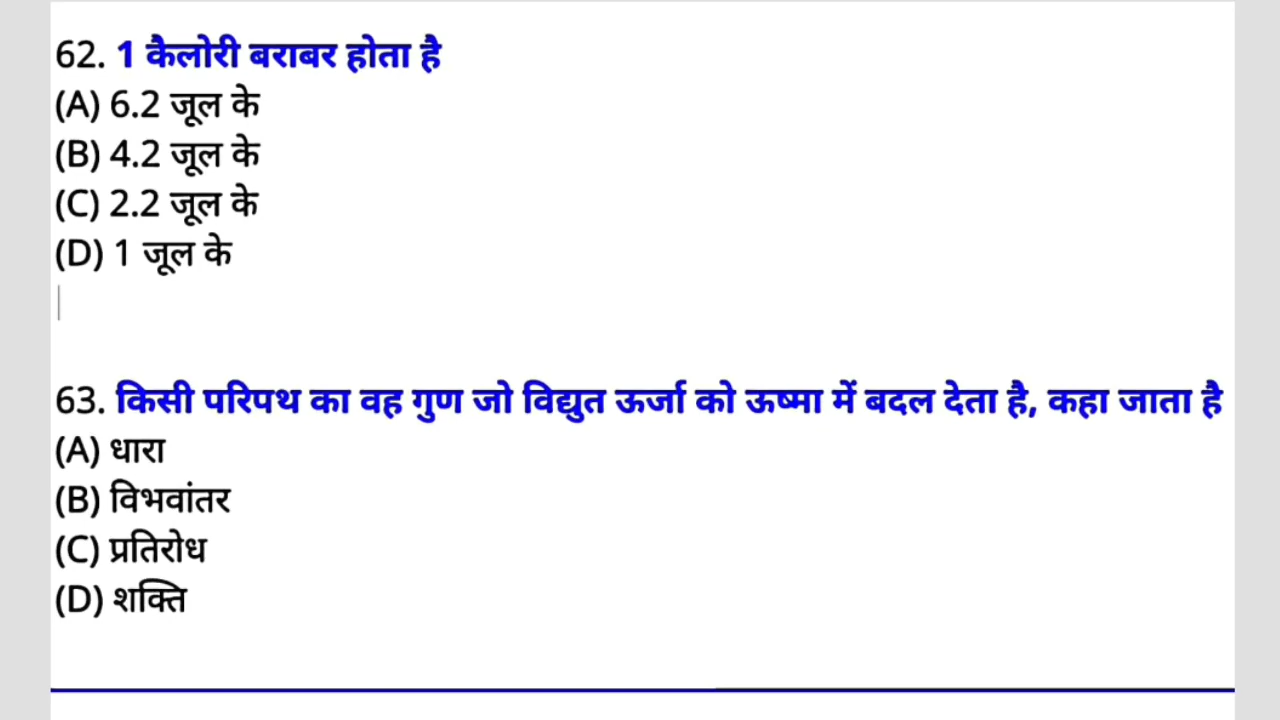 62. 1 कैलोरी बराबर होता है
(A) 6.2 जूल के
(B) 4.2 जूल के
(C) 2.2 जूल के
(D) 1 जूल के
63. किसी परिपथ का वह गुण जो विद्युत ऊर्जा को ऊष्मा में बदल देता है, कहा जाता है
(A) धारा
(B) विभवांतर
(C) प्रतिरोध
(D) शक्ति